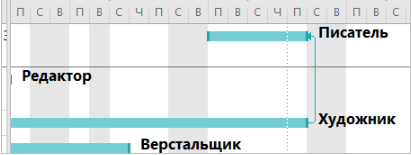 П С В П В С Ч П С В П В С Ч П С В П В С
Писатель
Редактор
Художник
Верстальщик